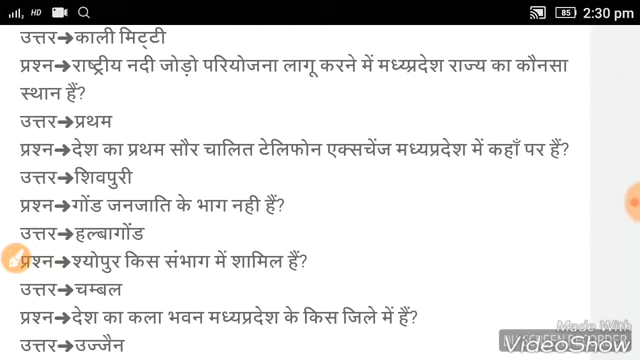 HD 85 2:30 pm
उत्तर→काली मिट्टी
प्रश्न→राष्ट्रीय नदी जोड़ो परियोजना लागू करने में मध्यप्रदेश राज्य का कौनसा
स्थान हैं?
उत्तर→प्रथम
प्रश्न→देश का प्रथम सौर चालित टेलिफोन एक्सचेंज मध्यप्रदेश में कहाँ पर हैं?
उत्तर→शिवपुरी
प्रश्न→गोंड जनजाति के भाग नही हैं?
उत्तर→हल्बागोंड
प्रश्न→श्योपुर किस संभाग में शामिल हैं?
उत्तर→चम्बल
प्रश्न→देश का कला भवन मध्यप्रदेश के किस जिले में हैं?
उत्तर→उज्जैन
Made With
VideoShow